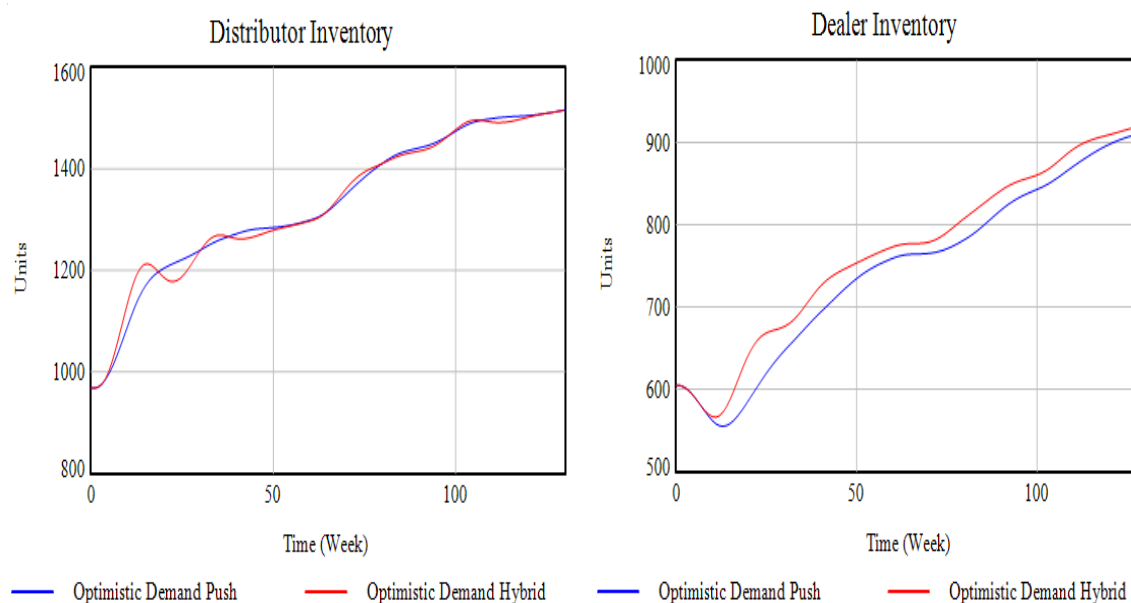 Distributor Inventory
1600
1400
1200
1000
800
Units
0 50 100
Time (Week)
Optimistic Demand Push Optimistic Demand Hybrid
Dealer Inventory
1000
900
800
700
600
500
Units
0 50 100
Time (Week)
Optimistic Demand Push Optimistic Demand Hybrid